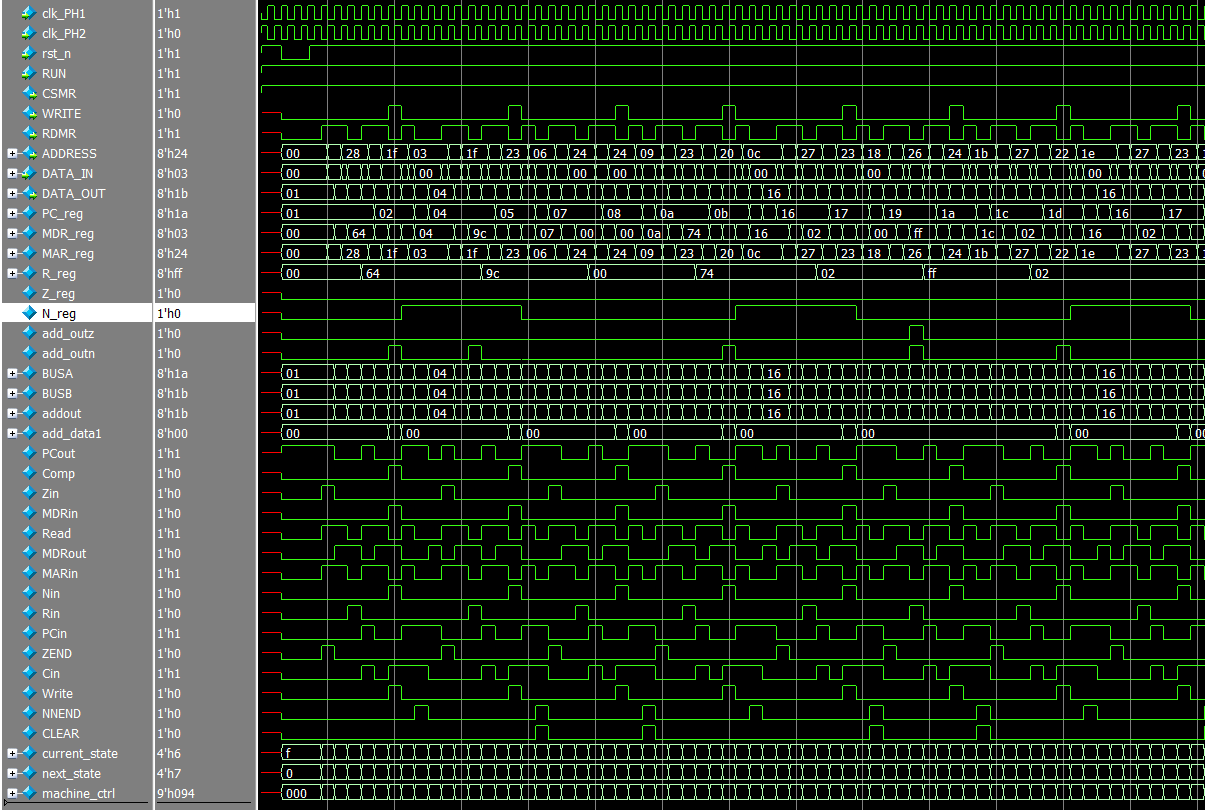 clk_PH1 1'h1
clk_PH2 1'h0
rst_n 1'h1
RUN 1'h1
CSMR 1'h1
WRITE 1'h0
RDMR 1'h1
ADDRESS 8'h24 00 28 1f 03 1f 23 06 24 24 09 23 20 0c 27 23 18 26 24 1b 27 22 1e 27 23
DATA_IN 8'h03 00 00 00 00 00 00 00
DATA_OUT 8'h1b 01 04 16 16
PC_reg 8'h1a 01 02 04 05 07 08 0a 0b 16 17 19 1a 1c 1d 16 17
MDR_reg 8'h03 00 64 04 9c 07 00 00 0a 74 16 02 00 ff 1c 02 16 02
MAR_reg 8'h24 00 28 1f 03 1f 23 06 24 24 09 23 20 0c 27 23 18 26 24 1b 27 22 1e 27 23
R_reg 8'hff 00 64 9c 00 74 02 ff 02
Z_reg 1'h0
N_reg 1'h0
add_outz 1'h0
add_outn 1'h0
BUSA 8'h1a 01 04 16 16
BUSB 8'h1b 01 04 16 16
addout 8'h1b 01 04 16 16
add_data1 8'h00 00 00 00 00 00 00 00 00
PCout 1'h1
Comp 1'h0
Zin 1'h0
MDRin 1'h0
Read 1'h1
MDRout 1'h0
MARin 1'h1
Nin 1'h0
Rin 1'h0
PCin 1'h1
ZEND 1'h0
Cin 1'h1
Write 1'h0
NNEND 1'h0
CLEAR 1'h0
current_state 4'h6 f
next_state 4'h7 0
machine_ctrl 9'h094 000